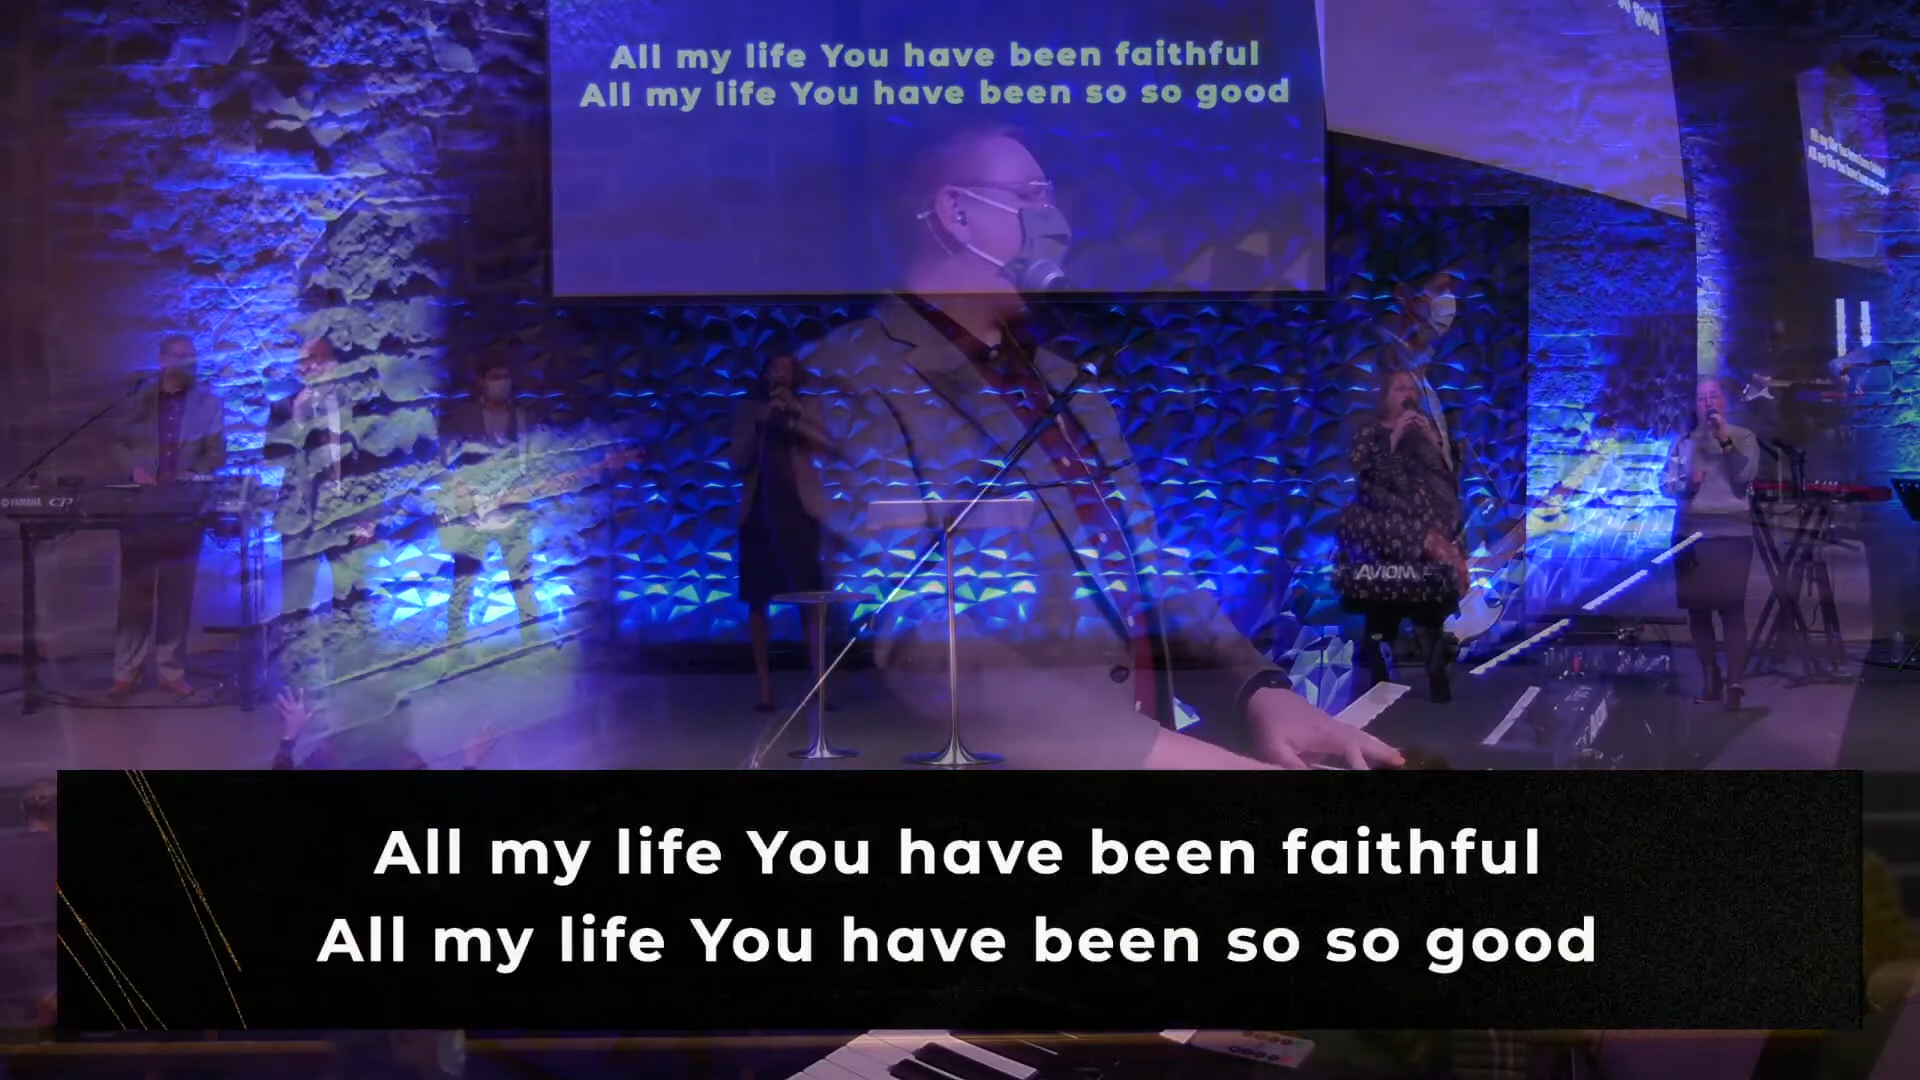 All my life You have been faithful
All my life You have been so so good
YAMAHA CP
AVIOM
All my life You have been faithful
All my life You have been so so good